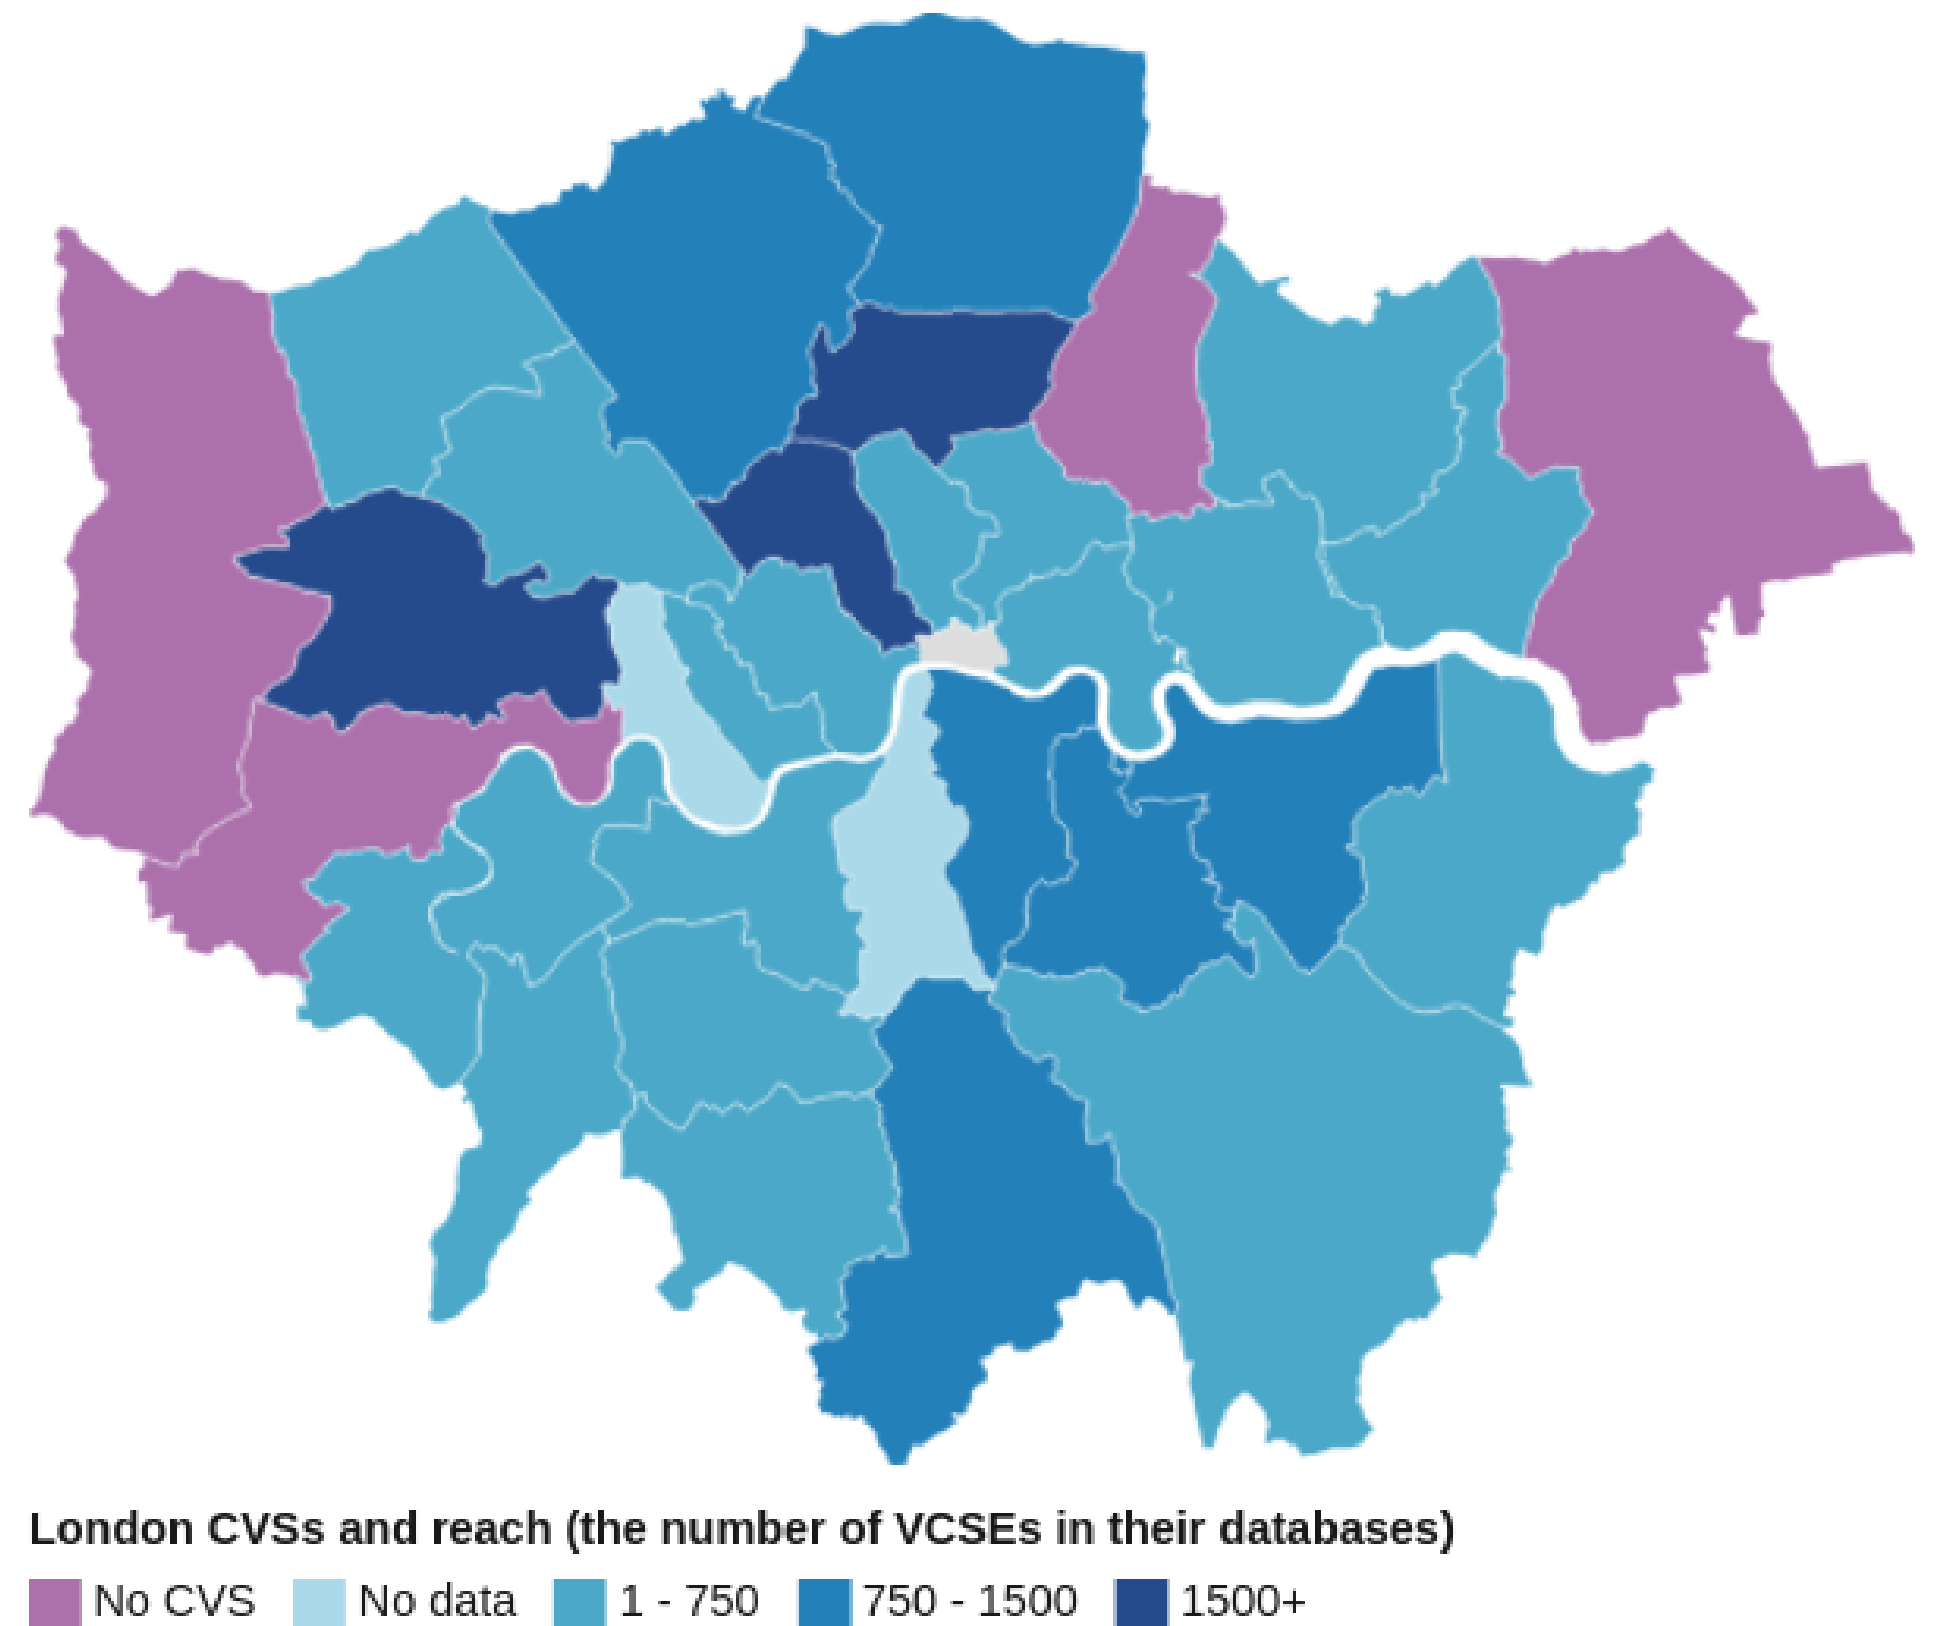 London CVSs and reach (the number of VCSEs in their databases)
No CVS No data 1 - 750 750 - 1500 1500+